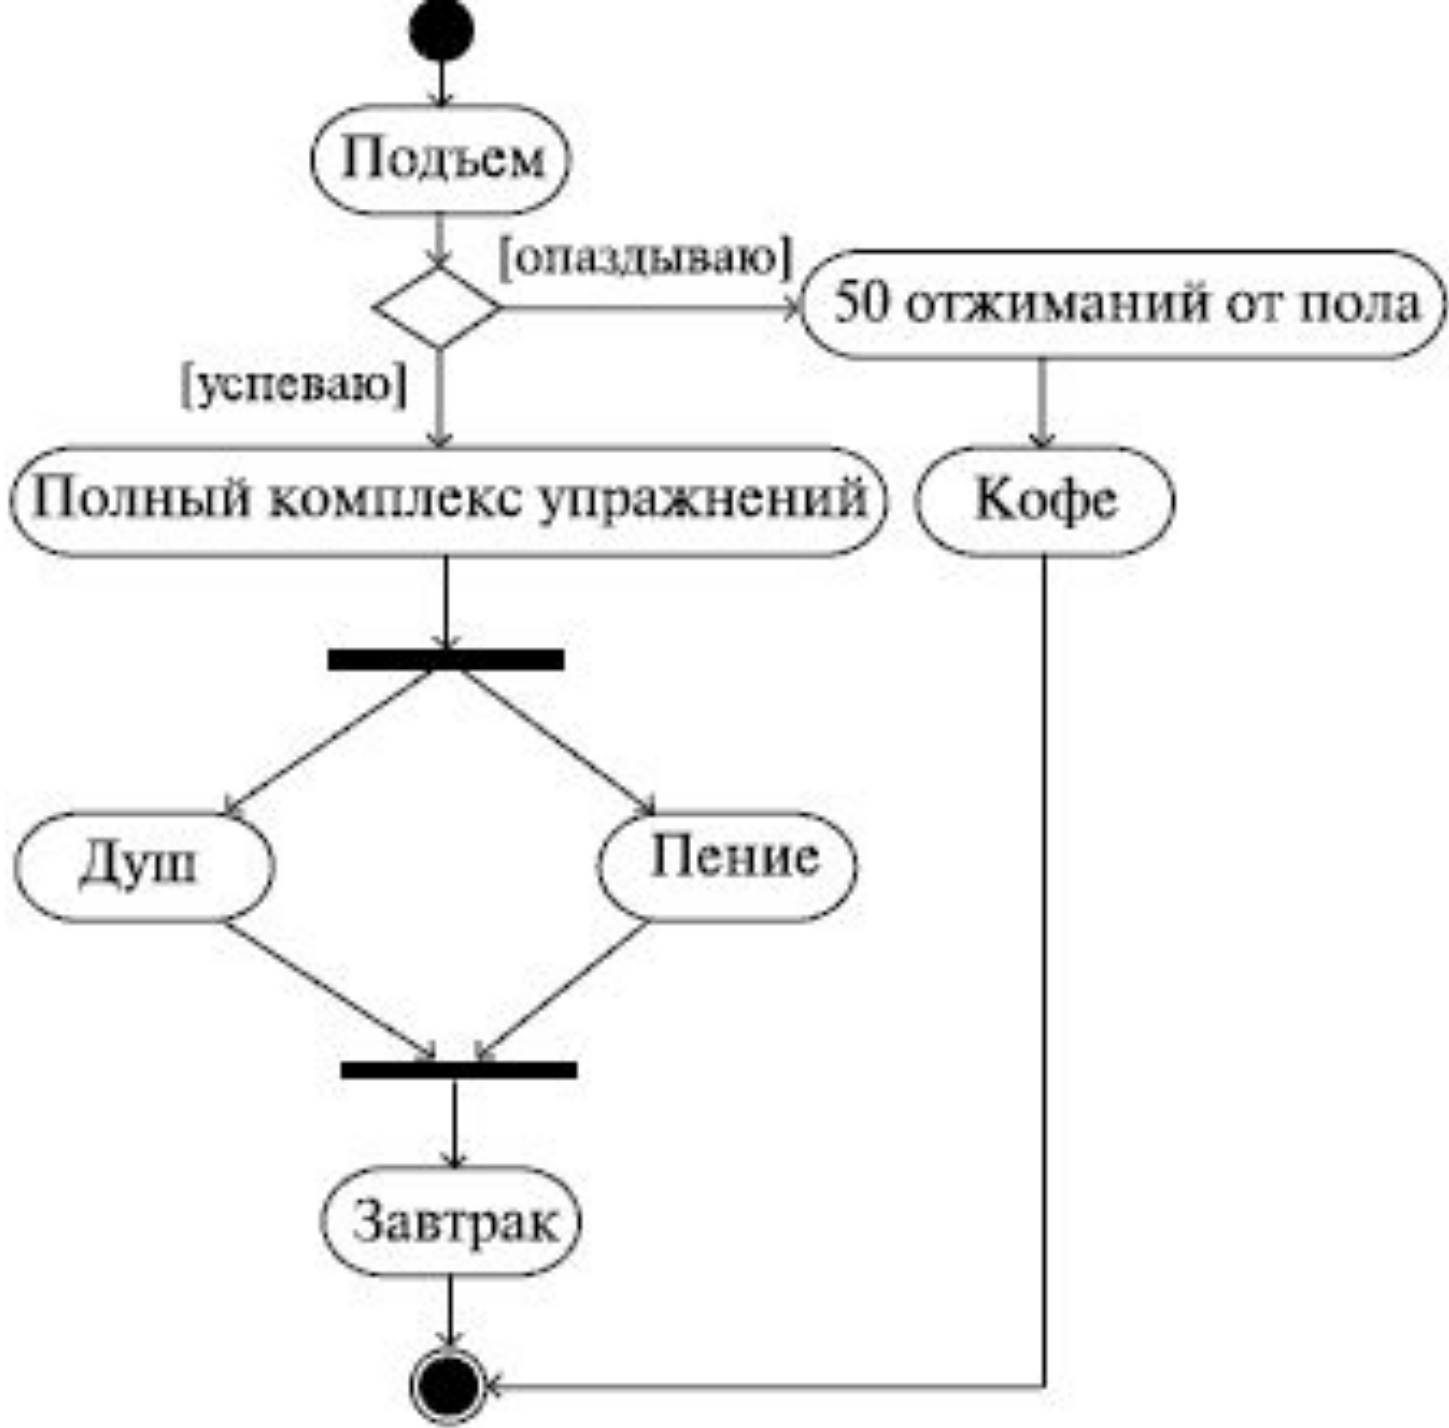 Подъем
[опаздываю]
50 отжиманий от пола
[успеваю]
Полный комплекс упражнений
Кофе
Душ
Пение
Завтрак